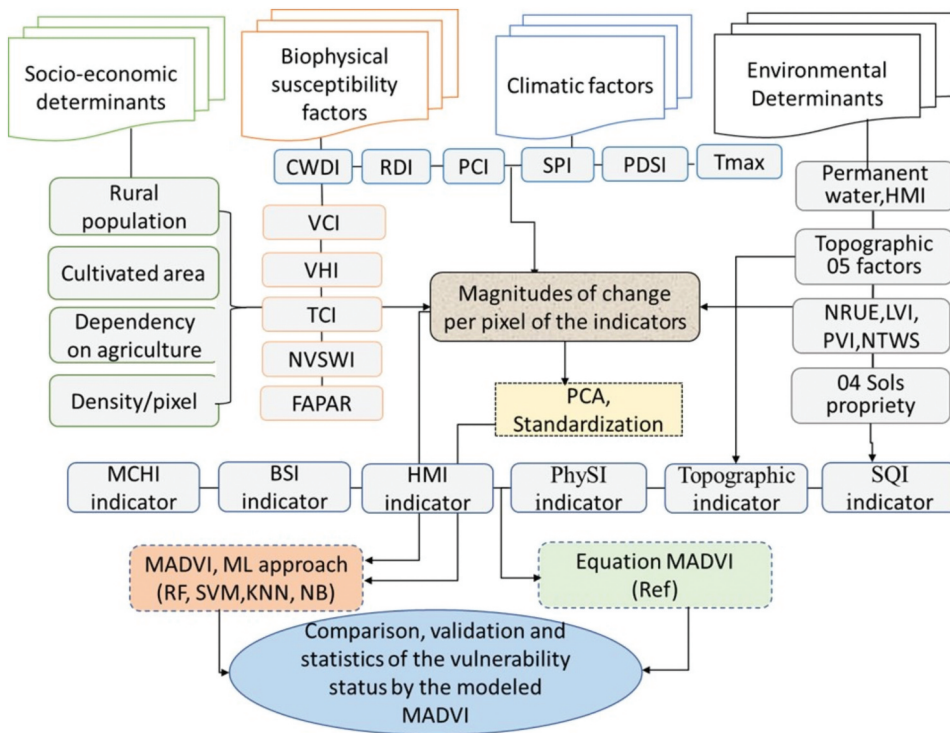 Socio-economic
determinants
Biophysical
susceptibility
factors
Climatic factors
Environmental
Determinants
CWDI
RDI
PCI
SPI
PDSI
Tmax
Rural
population
Cultivated area
Dependency
on agriculture
Density/pixel
VCI
VHI
TCI
NVSWI
FAPAR
Magnitudes of change
per pixel of the indicators
PCA,
Standardization
Permanent
water,HMI
Topographic
05 factors
NRUE,LVI,
PVI,NTWS
04 Sols
propriety
MCHI
indicator
BSI
indicator
HMI
indicator
PhySI
indicator
Topographic
indicator
SQI
indicator
MADVI, ML approach
(RF, SVM,KNN, NB)
Equation MADVI
(Ref)
Comparison, validation and
statistics of the vulnerability
status by the modeled
MADVI